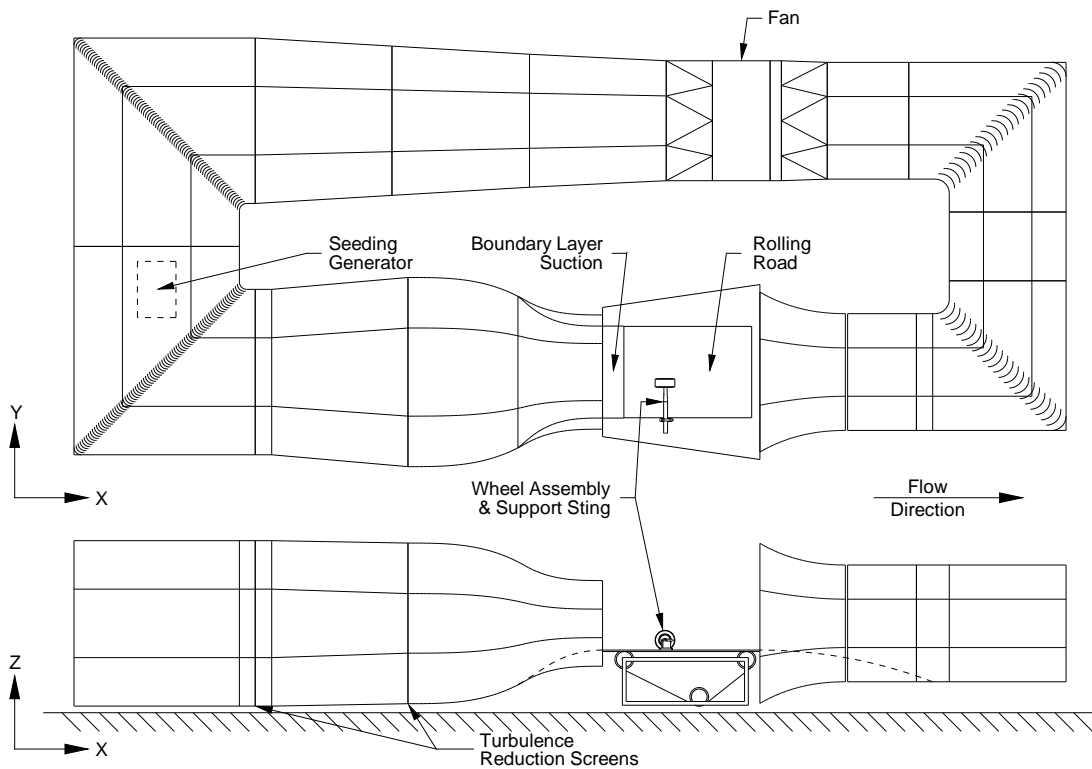 Fan
Seeding
Generator
Boundary Layer
Suction
Rolling
Road
Y
X
Wheel Assembly
& Support Sting
Flow
Direction
Z
X
Turbulence
Reduction Screens